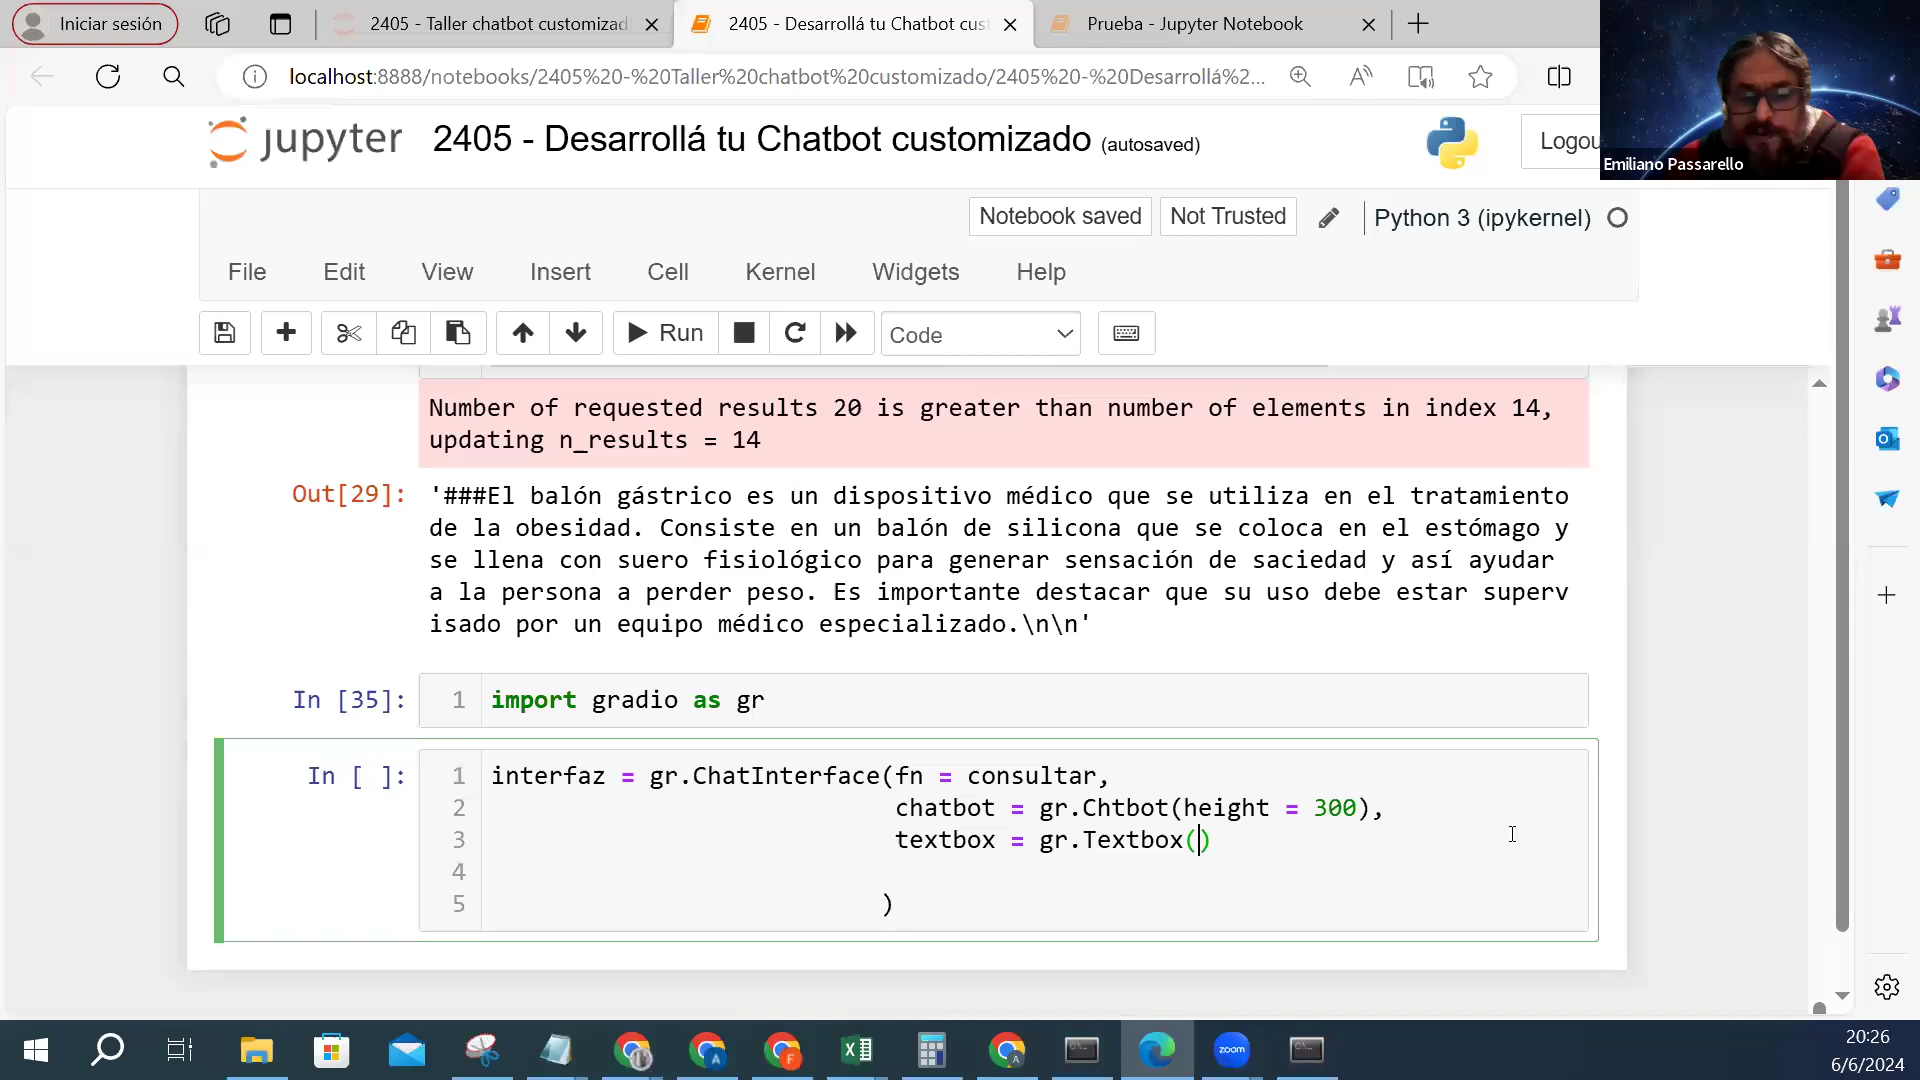 Iniciar sesión
2405 - Taller chatbot customizad
2405 - Desarrollá tu Chatbot cus
Prueba - Jupyter Notebook
localhost:8888/notebooks/2405%20-%20Taller%20chatbot%20customizado/2405%20-%20Desarrollá%2...
jupyter
2405 - Desarrollá tu Chatbot customizado (autosaved)
Logou
Emiliano Passarello
Notebook saved
Not Trusted
Python 3 (ipykernel)
File Edit View Insert Cell Kernel Widgets Help
Run
Code
Number of requested results 20 is greater than number of elements in index 14,
updating n_results = 14
Out[29]: '###El balón gástrico es un dispositivo médico que se utiliza en el tratamiento
de la obesidad. Consiste en un balón de silicona que se coloca en el estómago y
se llena con suero fisiológico para generar sensación de saciedad y así ayudar
a la persona a perder peso. Es importante destacar que su uso debe estar superv
isado por un equipo médico especializado.\n\n'
In [35]: 1 import gradio as gr
In [ ]: 1 interfaz = gr.ChatInterface(fn = consultar,
2 chatbot = gr.Chtbot(height = 300),
3 textbox = gr.Textbox()
4
5 )
zoom
20:26
6/6/2024